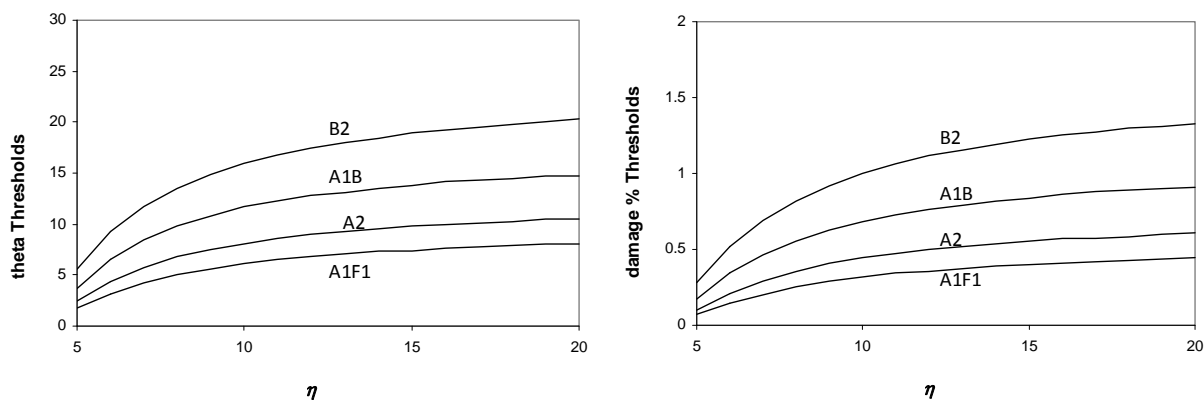 theta Thresholds
30
25
20
15
10
5
0
B2
A1B
A2
A1F1
5 10 15 20
η
damage % Thresholds
2
1.5
1
0.5
0
B2
A1B
A2
A1F1
5 10 15 20
η